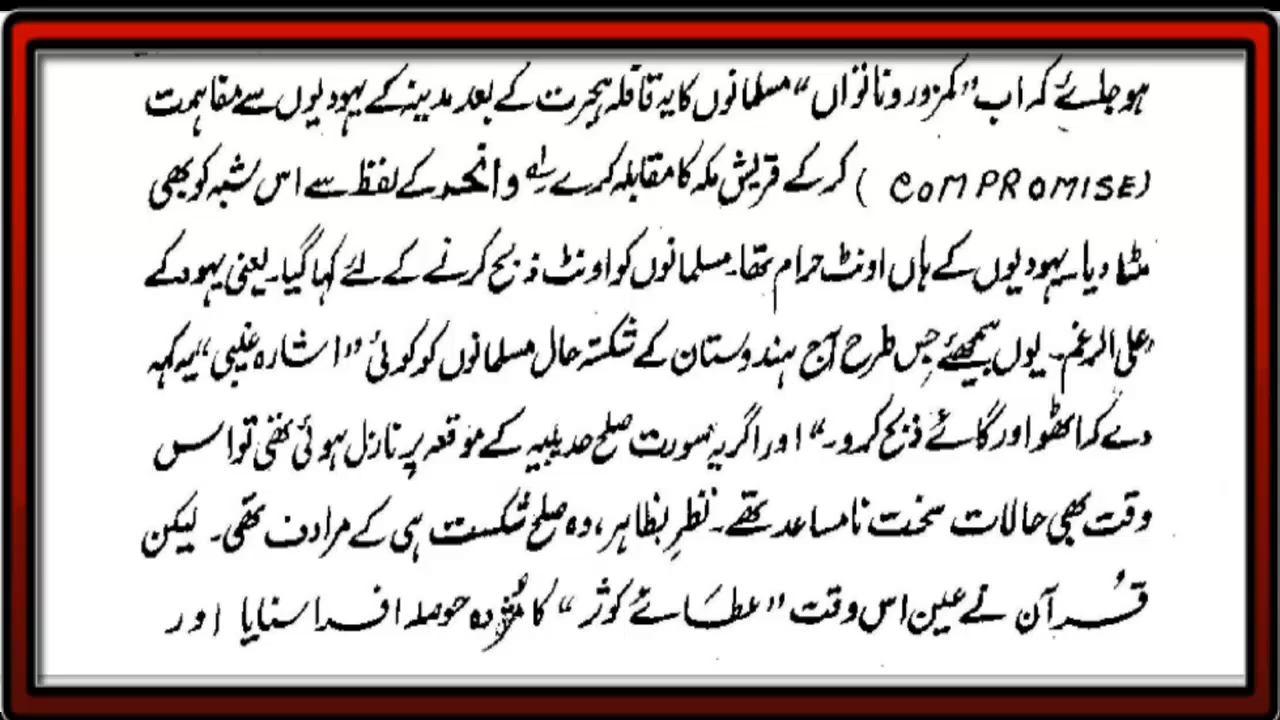 ہو جائے کہ اب "کمزور و ناتواں" مسلمانوں کا یہ قافلہ ہجرت کے بعد مدینہ کے یہودیوں سے مفاہمت
(COMPROMISE) کر کے قریش مکہ کا مقابلہ کرے لے وانحر کے لفظ سے اس شبہ کو بھی
مٹا دیا۔ یہودیوں کے ہاں اونٹ حرام تھا۔ مسلمانوں کو اونٹ ذبح کرنے کے لئے کہا گیا۔ یعنی یہود کے
علی الرغم۔ یوں سمجھئے جس طرح آج ہندوستان کے شکستہ حال مسلمانوں کو کوئی "اشارہ غیبی" یہ کہہ
دے کہ اٹھو اور گائے ذبح کرو۔" اور اگر یہ سورت صلح حدیبیہ کے موقعہ پر نازل ہوئی تھی تو اس
وقت بھی حالات سخت نامساعد تھے۔ نظرِ بظاہر، وہ صلح شکست ہی کے مرادف تھی۔ لیکن
قُرآن نے عین اس وقت "عطائے کوثر" کا مژدہ حوصلہ افزا سنایا اور